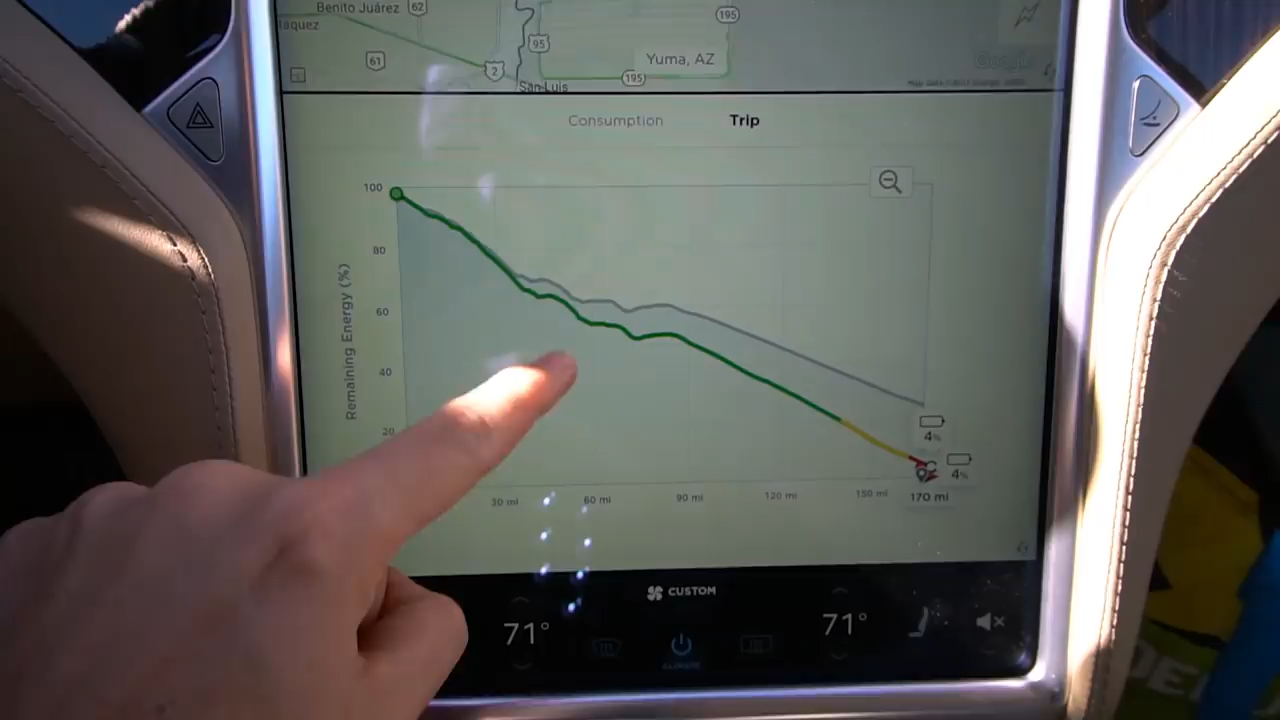 Benito Juárez
62
61
2
95
San Luis
195
Yuma, AZ
195
Google
Consumption
Trip
Remaining Energy (%)
100
80
60
40
20
4%
4%
30 mi
60 mi
90 mi
120 mi
150 mi
170 mi
CUSTOM
71°
CLIMATE
71°